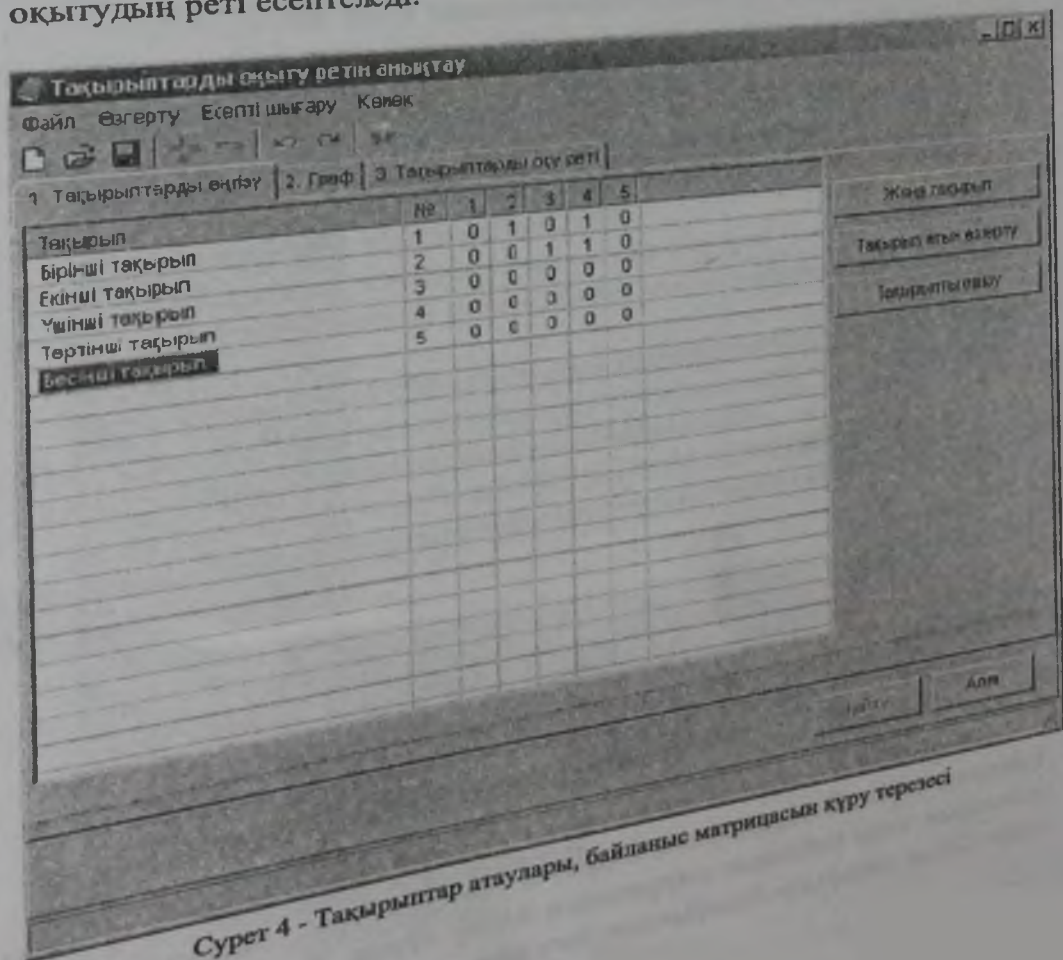 оқытудың реті есептеледі.
Тақырыптарды оқыту ретін анықтау
Файл Өзгерту Есепті шығару Көмек
1. Тақырыптарды енгізу 2. Граф 3. Тақырыптарды оқу реті
Тақырып № 1 2 3 4 5
Бірінші тақырып 1 0 1 0 1 0
Екінші тақырып 2 0 0 1 1 0
Үшінші тақырып 3 0 0 0 0 0
Төртінші тақырып 4 0 0 0 0 0
Бесінші тақырып 5 0 0 0 0 0
Жаңа тақырып
Тақырып атын өзгерту
Тақырыпты өшіру
Алға
Сурет 4 - Тақырыптар атаулары, байланыс матрицасын құру терезесі